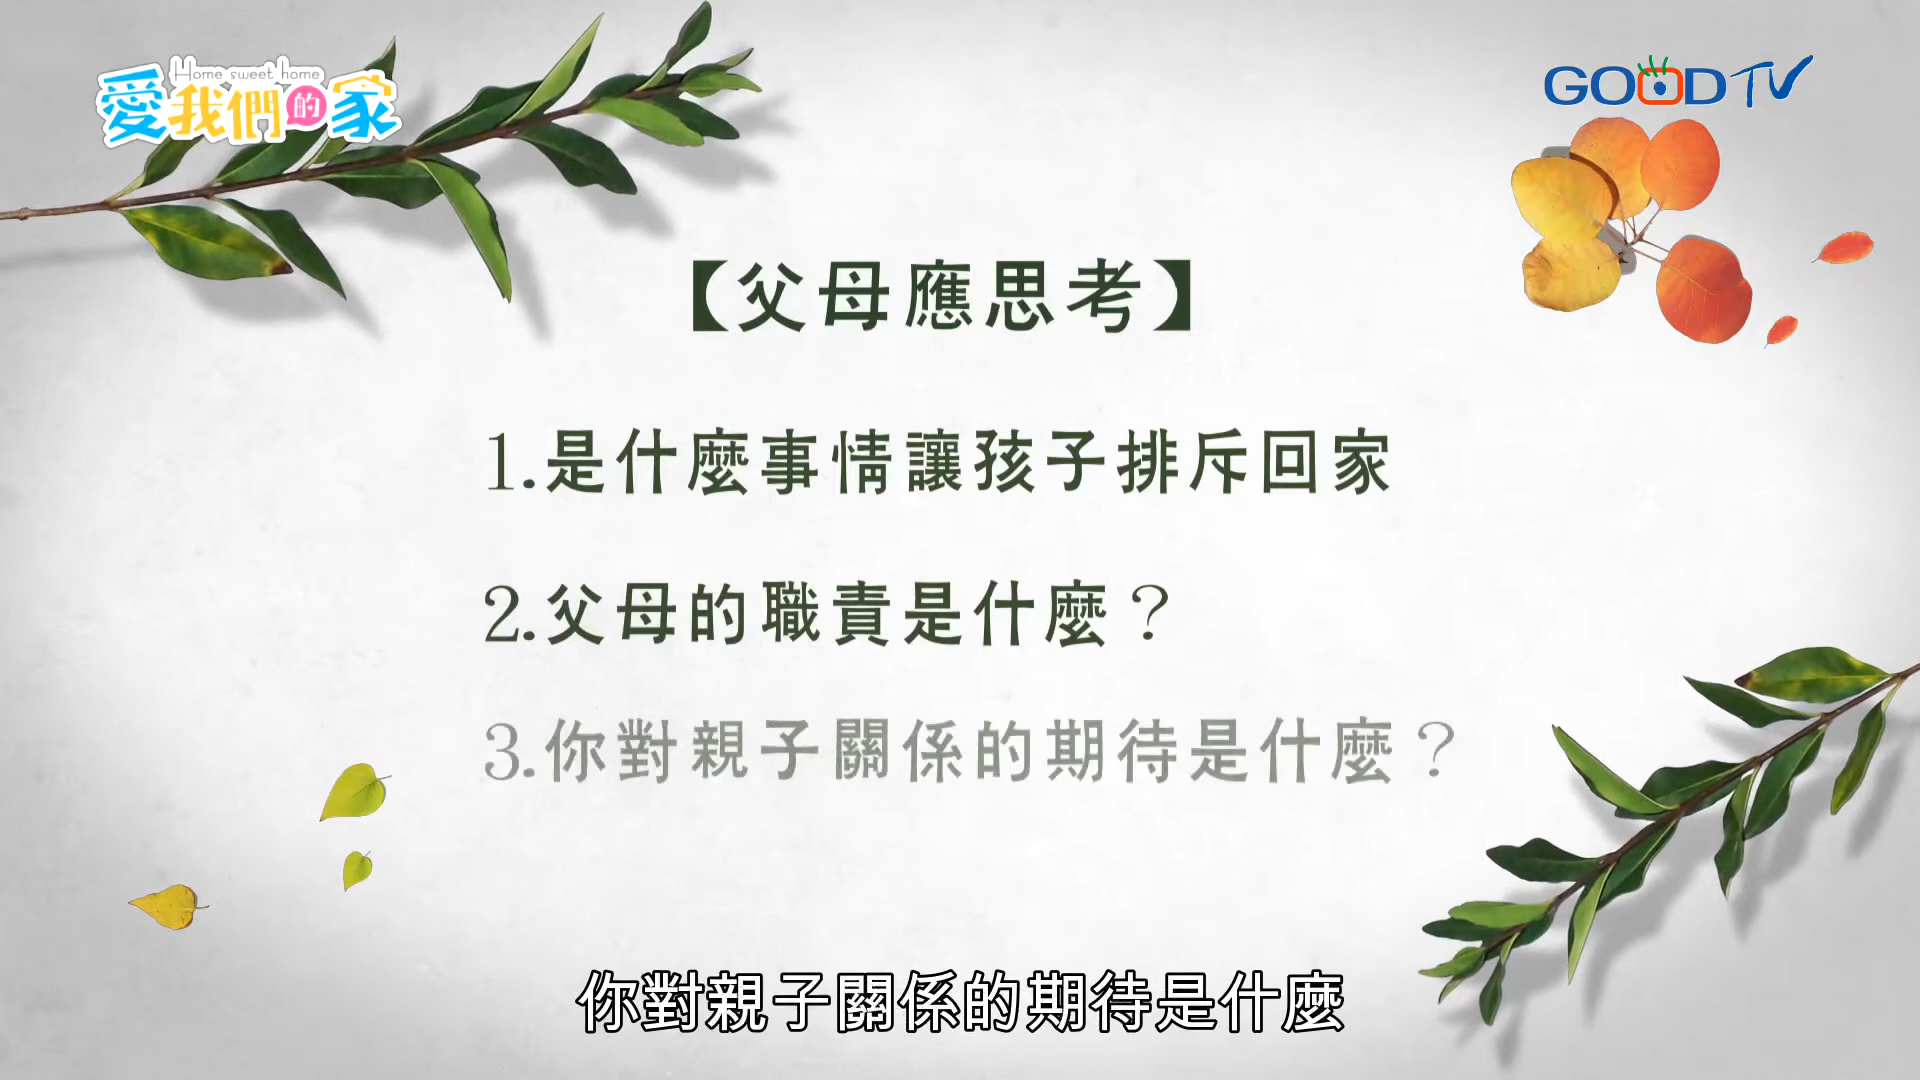 Home sweet home
愛我們的家
GOOD TV
【父母應思考】
1.是什麼事情讓孩子排斥回家
2.父母的職責是什麼？
3.你對親子關係的期待是什麼？
你對親子關係的期待是什麼